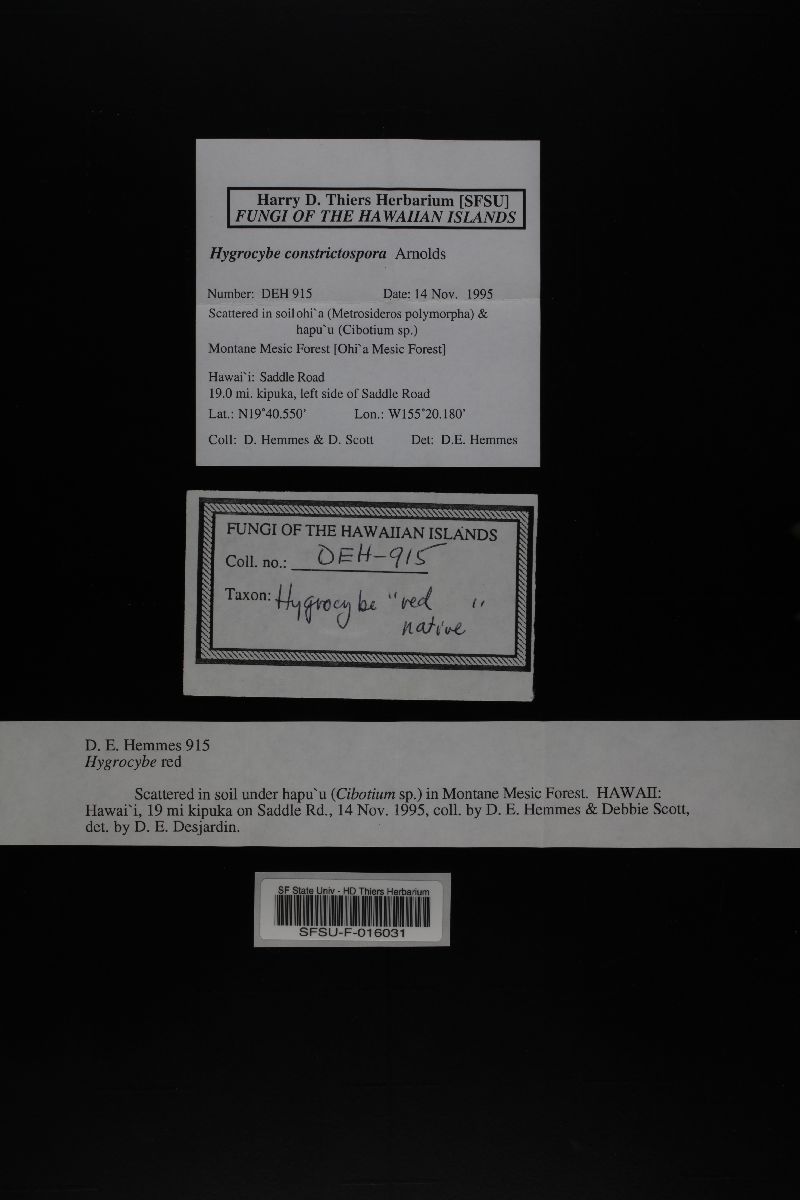 Harry D. Thiers Herbarium [SFSU]
FUNGI OF THE HAWAIIAN ISLANDS
Hygrocybe constrictospora Arnolds
Number: DEH 915 Date: 14 Nov. 1995
Scattered in soil ohi`a (Metrosideros polymorpha) &
hapu`u (Cibotium sp.)
Montane Mesic Forest [Ohi`a Mesic Forest]
Hawai`i: Saddle Road
19.0 mi. kipuka, left side of Saddle Road
Lat.: N19°40.550' Lon.: W155°20.180'
Coll: D. Hemmes & D. Scott Det: D.E. Hemmes
FUNGI OF THE HAWAIIAN ISLANDS
Coll. no.: DEH-915
Taxon: Hygrocybe "red "
native
D. E. Hemmes 915
Hygrocybe red
Scattered in soil under hapu`u (Cibotium sp.) in Montane Mesic Forest. HAWAII:
Hawai`i, 19 mi kipuka on Saddle Rd., 14 Nov. 1995, coll. by D. E. Hemmes & Debbie Scott,
det. by D. E. Desjardin.
SF State Univ - HD Thiers Herbarium
SFSU-F-016031